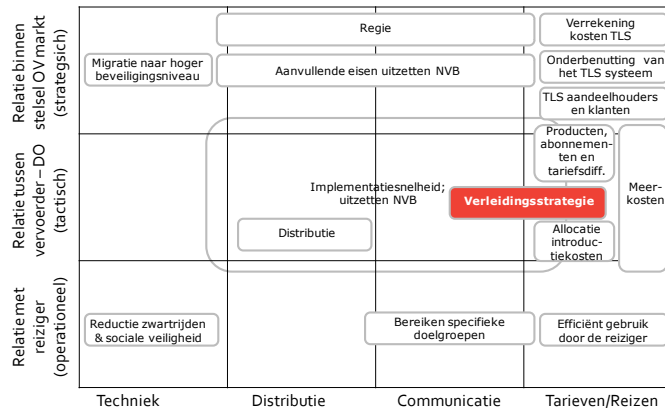 Relatie binnen
stelsel OV markt
(strategsich)
Regie
Verrekening
kosten TLS
Migratie naar hoger
beveiligingsniveau
Aanvullende eisen uitzetten NVB
Onderbenutting van
het TLS systeem
TLS aandeelhouders
en klanten
Relatie tussen
vervoerder – DO
(tactisch)
Producten,
abonnemen-
ten en
tariefsdiff.
Implementatiesnelheid;
uitzetten NVB
Verleidingsstrategie
Meer-
kosten
Distributie
Allocatie
introduc-
tiekosten
Relatie met
reiziger
(operationeel)
Reductie zwartrijden
& sociale veiligheid
Bereiken specifieke
doelgroepen
Efficiënt gebruik
door de reiziger
Techniek
Distributie
Communicatie
Tarieven/Reizen